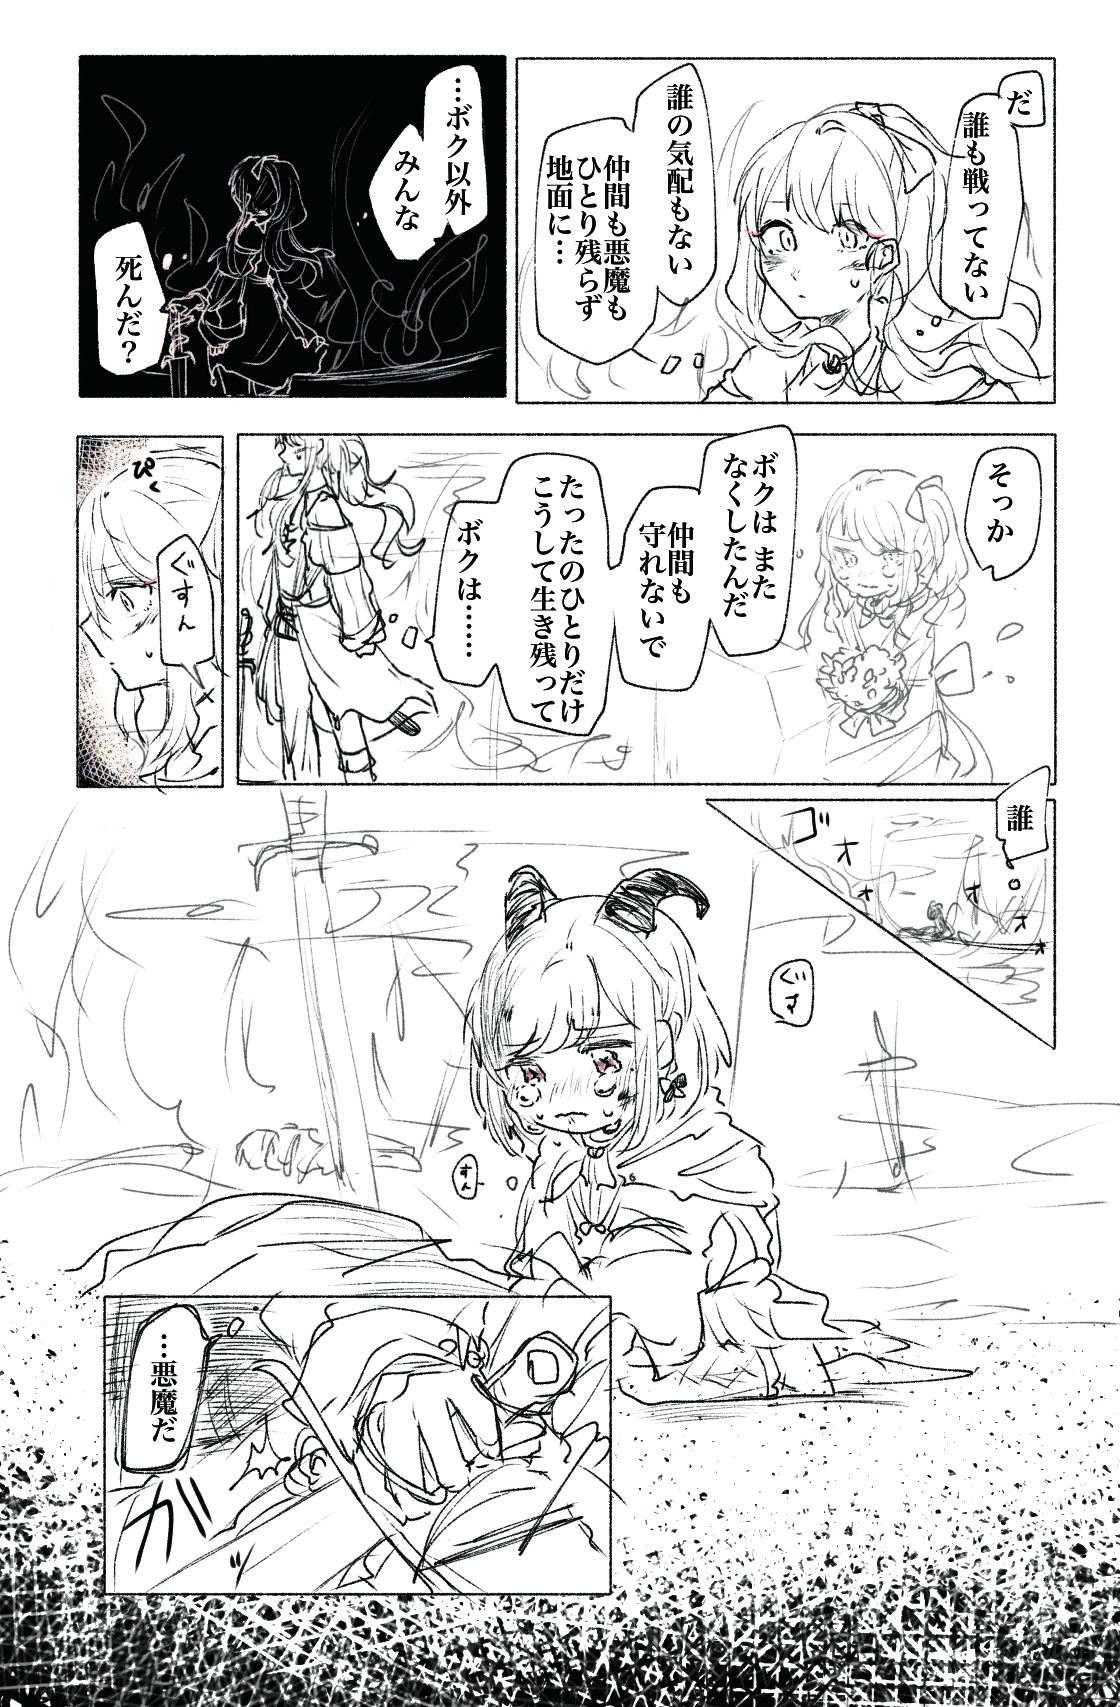 だ
誰も戦ってない
誰の気配もない
仲間も悪魔も
ひとり残らず
地面に…
…ボク以外
みんな
死んだ?
そっか
ボクはまた
なくしたんだ
仲間も
守れないで
たったのひとりだけ
こうして生き残って
ボクは……
ぴく
ぐすん
誰
ゴオォォォ
ぐす
すん
…悪魔だ
ガッ